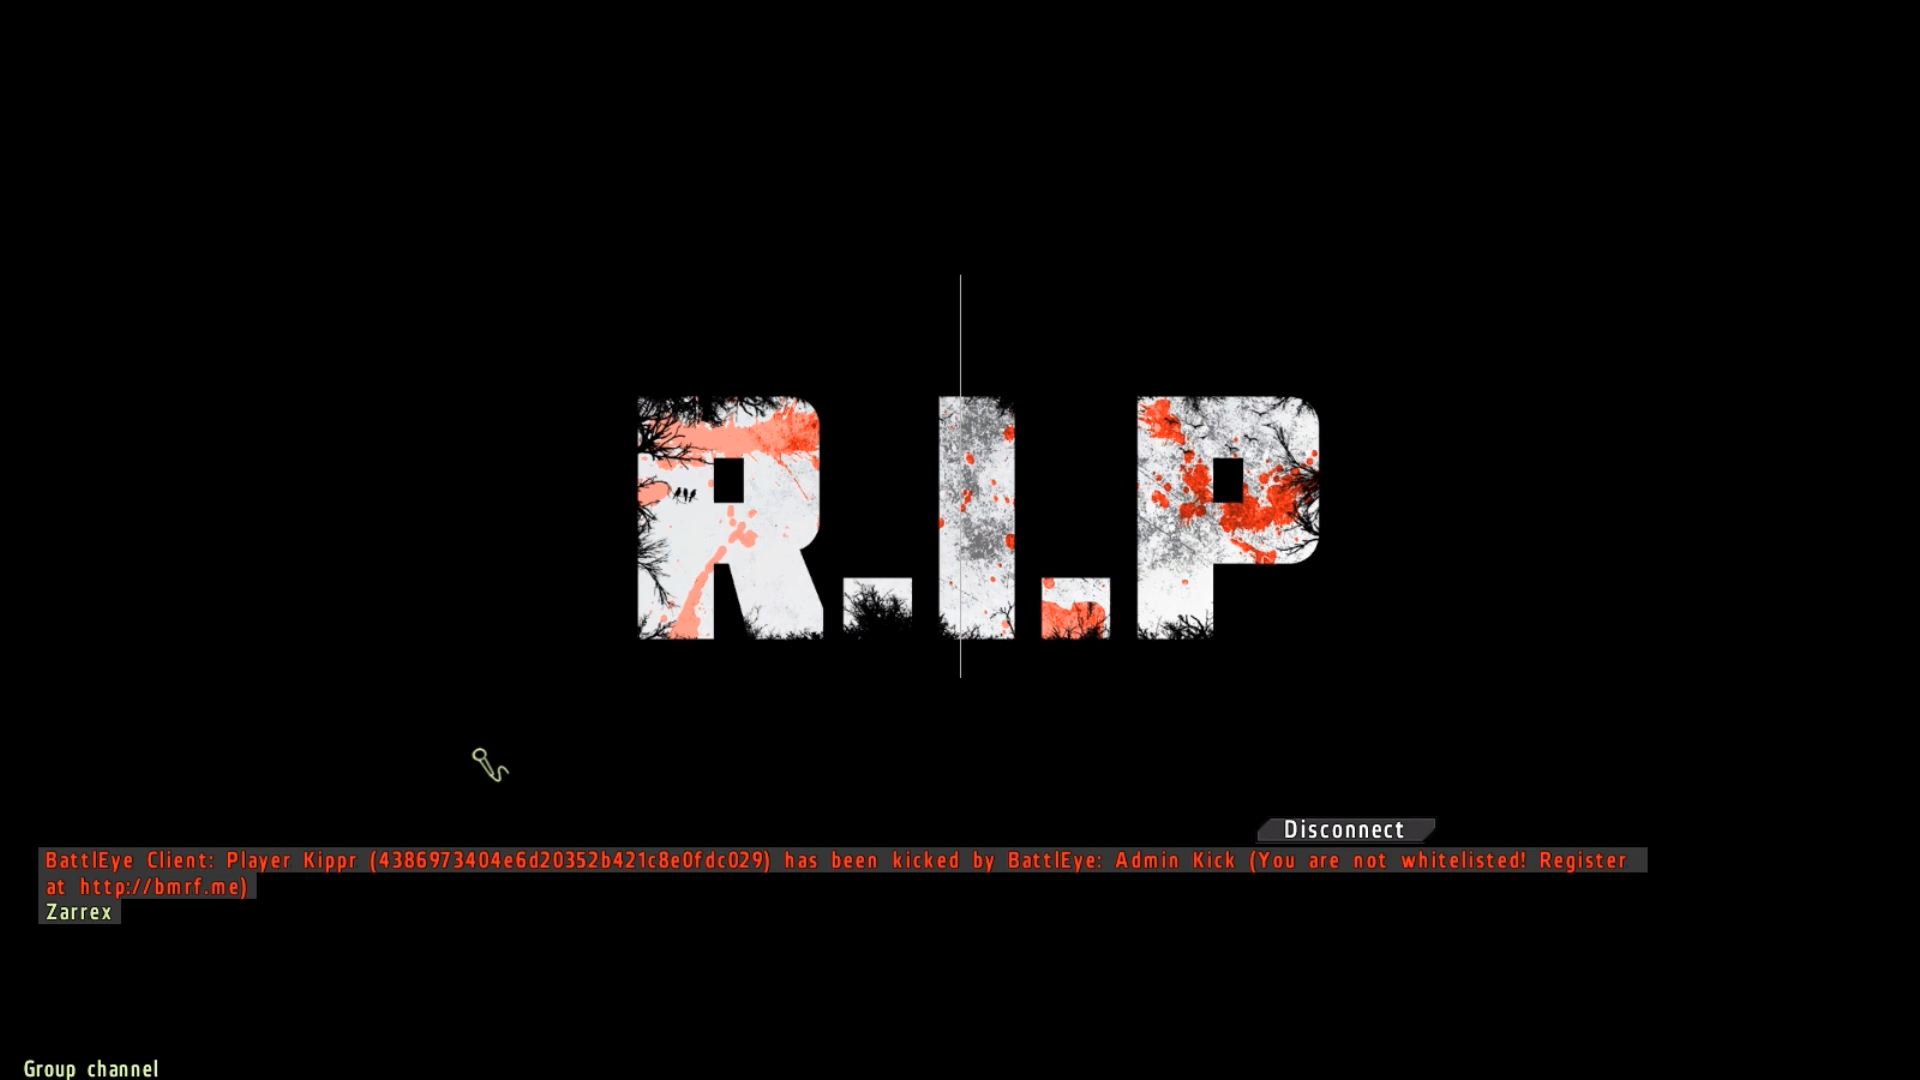 R.I.P
Disconnect
BattlEye Client: Player Kippr (4386973404e6d20352b421c8e0fdc029) has been kicked by BattlEye: Admin Kick (You are not whitelisted! Register
at http://bmrf.me)
Zarrex
Group channel